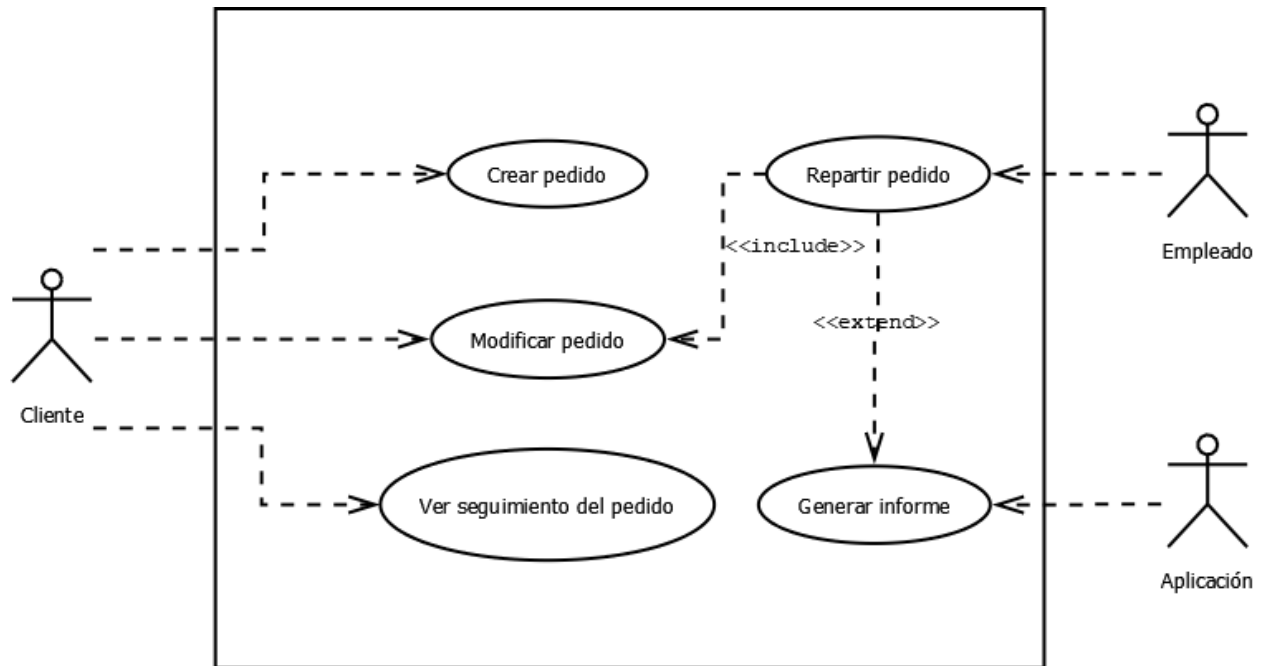 Crear pedido
Repartir pedido
<<include>>
Empleado
Modificar pedido
<<extend>>
Cliente
Ver seguimiento del pedido
Generar informe
Aplicación